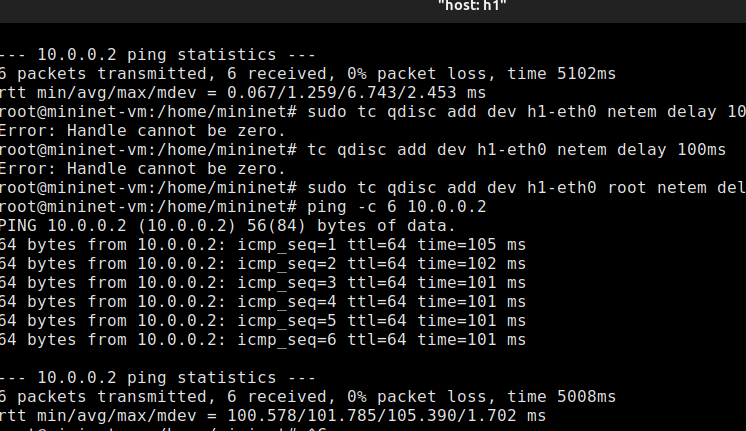 "host: h1"
--- 10.0.0.2 ping statistics ---
6 packets transmitted, 6 received, 0% packet loss, time 5102ms
rtt min/avg/max/mdev = 0.067/1.259/6.743/2.453 ms
root@mininet-vm:/home/mininet# sudo tc qdisc add dev h1-eth0 netem delay 10
Error: Handle cannot be zero.
root@mininet-vm:/home/mininet# tc qdisc add dev h1-eth0 netem delay 100ms
Error: Handle cannot be zero.
root@mininet-vm:/home/mininet# sudo tc qdisc add dev h1-eth0 root netem del
root@mininet-vm:/home/mininet# ping -c 6 10.0.0.2
PING 10.0.0.2 (10.0.0.2) 56(84) bytes of data.
64 bytes from 10.0.0.2: icmp_seq=1 ttl=64 time=105 ms
64 bytes from 10.0.0.2: icmp_seq=2 ttl=64 time=102 ms
64 bytes from 10.0.0.2: icmp_seq=3 ttl=64 time=101 ms
64 bytes from 10.0.0.2: icmp_seq=4 ttl=64 time=101 ms
64 bytes from 10.0.0.2: icmp_seq=5 ttl=64 time=101 ms
64 bytes from 10.0.0.2: icmp_seq=6 ttl=64 time=101 ms
--- 10.0.0.2 ping statistics ---
6 packets transmitted, 6 received, 0% packet loss, time 5008ms
rtt min/avg/max/mdev = 100.578/101.785/105.390/1.702 ms